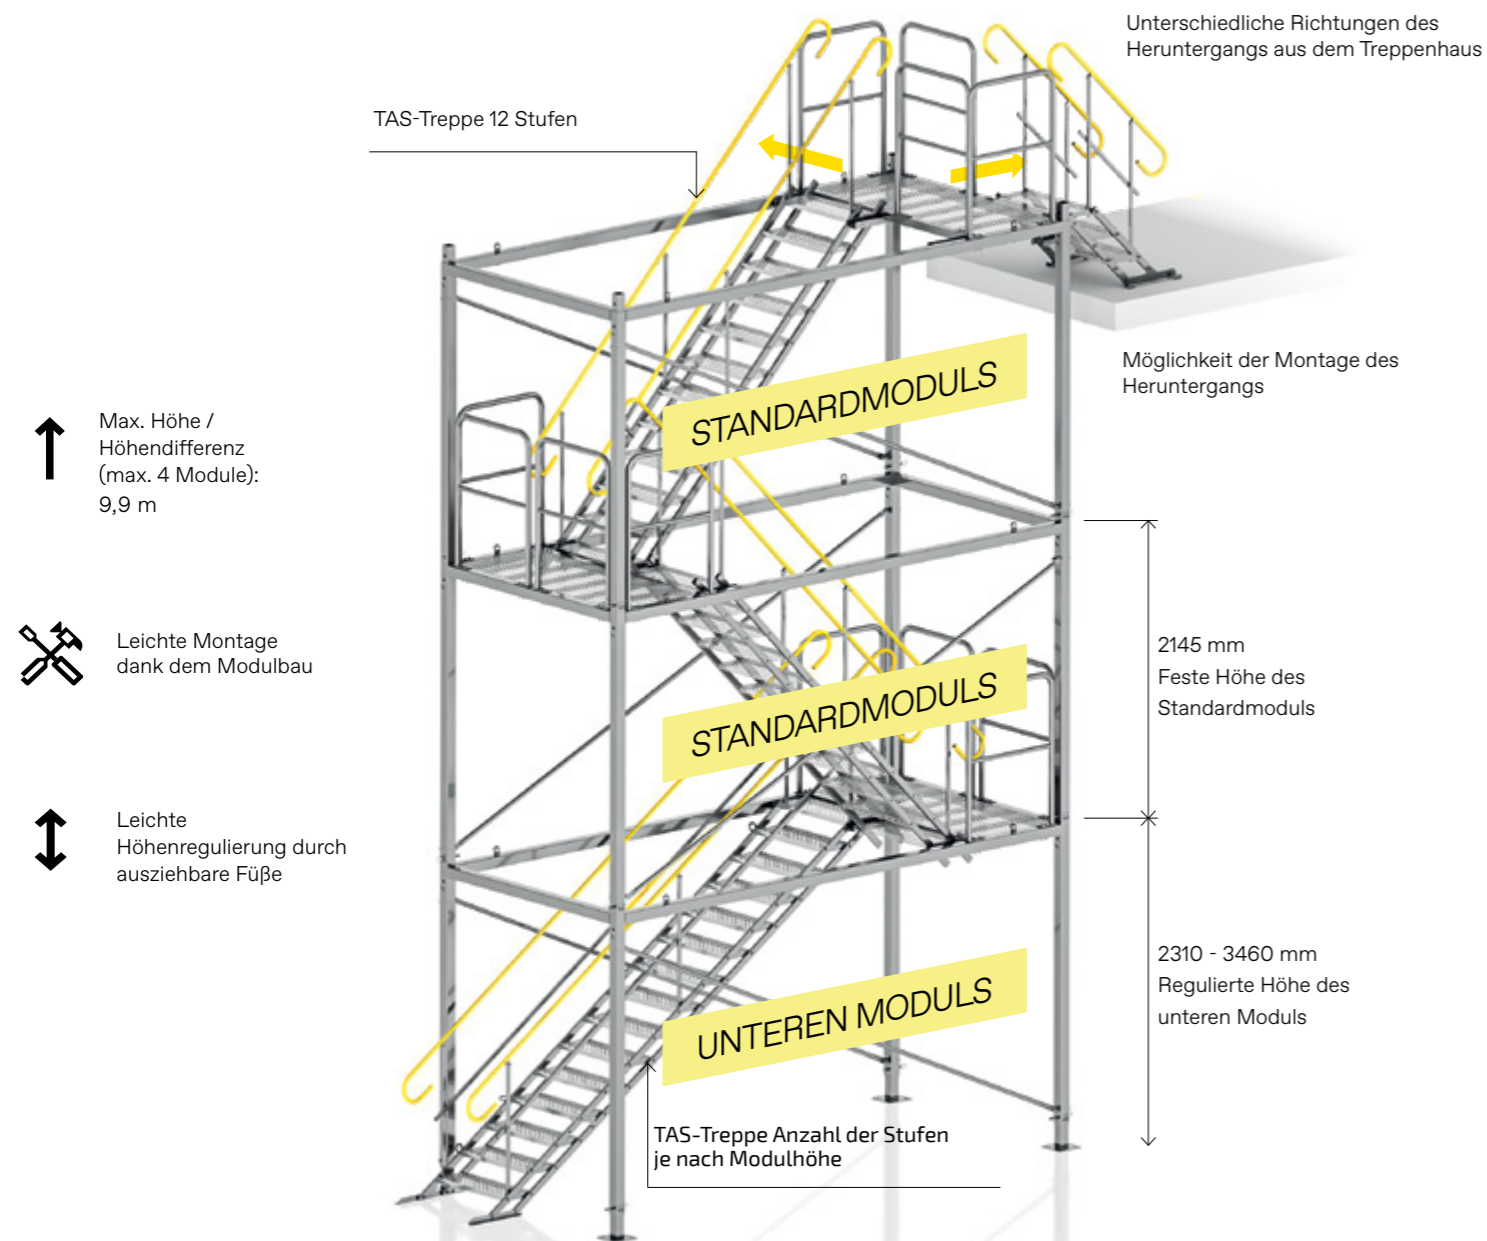 Unterschiedliche Richtungen des
Heruntergangs aus dem Treppenhaus
TAS-Treppe 12 Stufen
Möglichkeit der Montage des
Heruntergangs
STANDARDMODULS
Max. Höhe /
Höhendifferenz
(max. 4 Module):
9,9 m
Leichte Montage
dank dem Modulbau
2145 mm
Feste Höhe des
Standardmoduls
STANDARDMODULS
Leichte
Höhenregulierung durch
ausziehbare Füße
2310 - 3460 mm
Regulierte Höhe des
unteren Moduls
UNTEREN MODULS
TAS-Treppe Anzahl der Stufen
je nach Modulhöhe